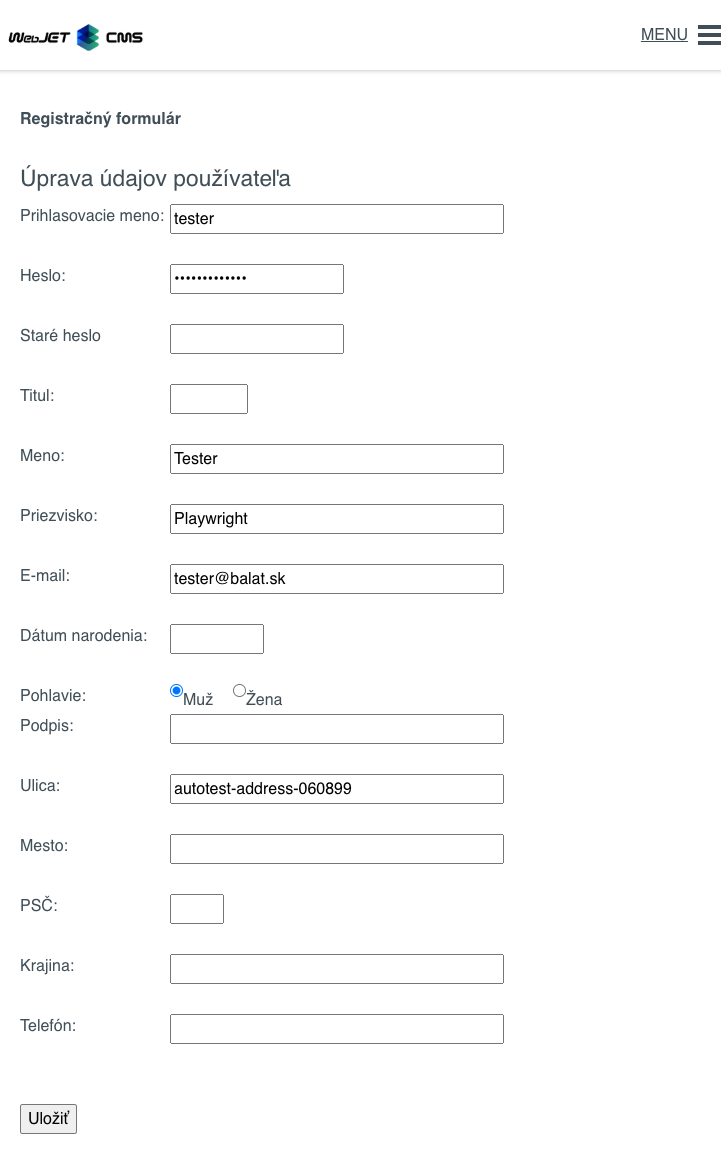 WebJET CMS
MENU
Registračný formulár
Úprava údajov používateľa
Prihlasovacie meno: tester
Heslo: •••••••••••••
Staré heslo
Titul:
Meno: Tester
Priezvisko: Playwright
E-mail: tester@balat.sk
Dátum narodenia:
Pohlavie: Muž Žena
Podpis:
Ulica: autotest-address-060899
Mesto:
PSČ:
Krajina:
Telefón:
Uložiť